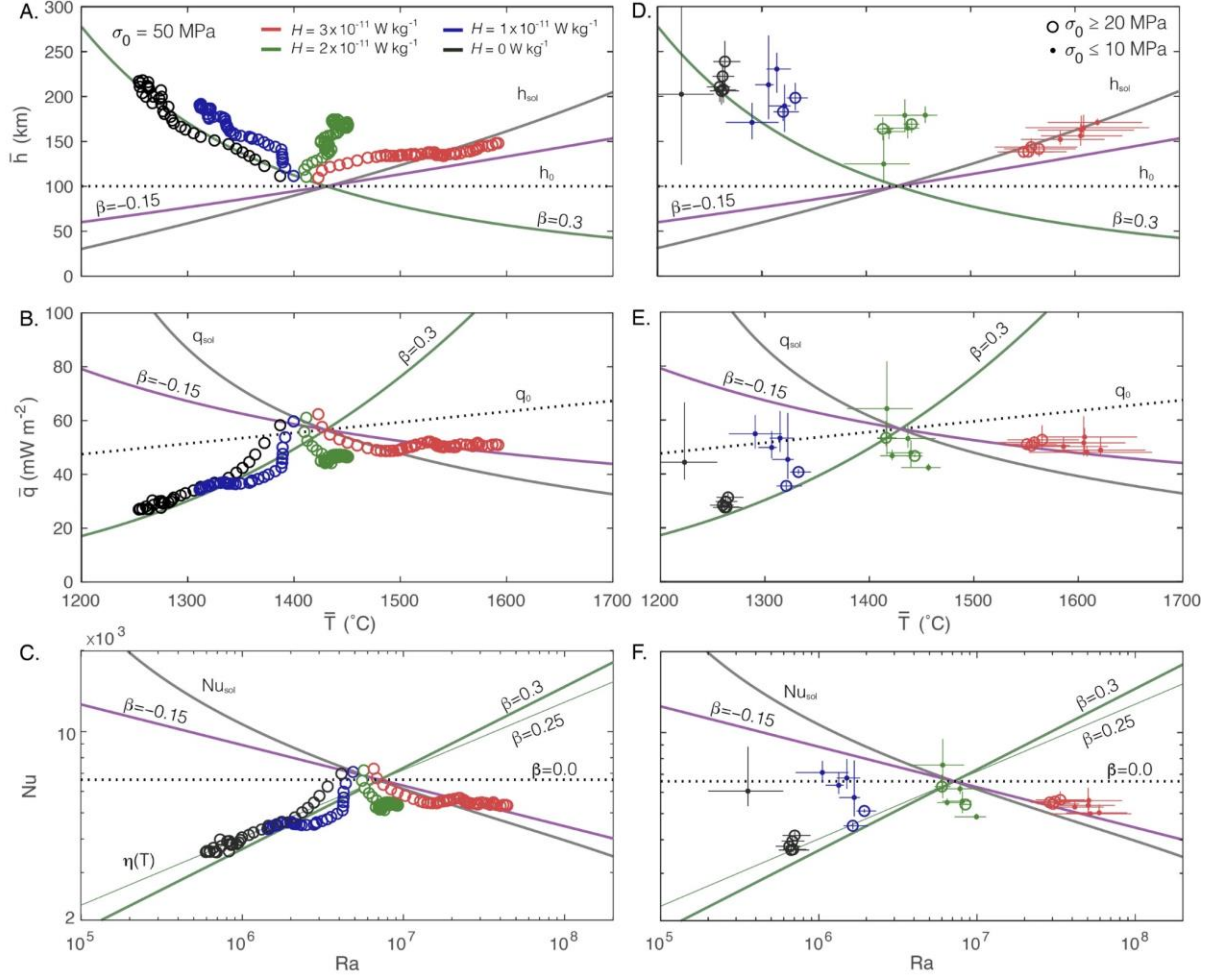 A.
σ0 = 50 MPa
H = 3x10-11 W kg-1
H = 2x10-11 W kg-1
H = 1x10-11 W kg-1
H = 0 W kg-1
300
250
200
150
100
50
0
h̄ (km)
hsol
h0
β=−0.15
β=0.3
D.
σ0 ≥ 20 MPa
σ0 ≤ 10 MPa
hsol
h0
β=−0.15
β=0.3
B.
100
80
60
40
20
0
q̄ (mW m-2)
qsol
β=0.3
β=−0.15
q0
1200 1300 1400 1500 1600 1700
T̄ (˚C)
E.
qsol
β=0.3
β=−0.15
q0
1200 1300 1400 1500 1600 1700
T̄ (˚C)
C.
x10 3
10
2
Nu
Nusol
β=−0.15
β=0.3
β=0.25
β=0.0
η(T)
10 5 10 6 10 7 10 8
Ra
F.
Nusol
β=−0.15
β=0.3
β=0.25
β=0.0
10 5 10 6 10 7 10 8
Ra